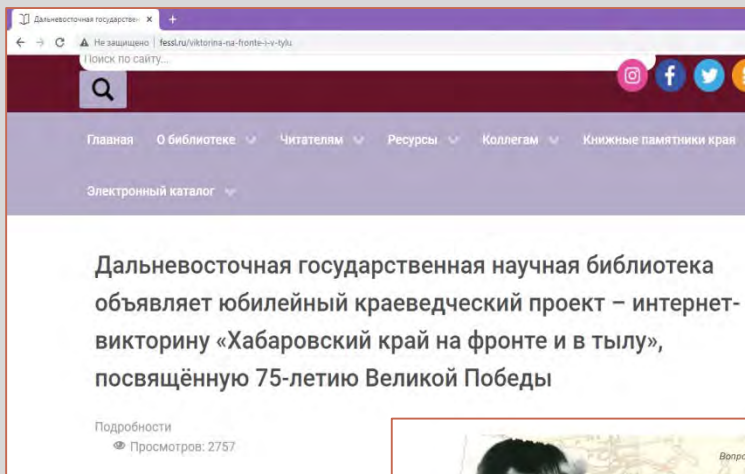 Дальневосточная государствен
Не защищено | fessl.ru/viktorina-na-fronte-i-v-tylu
Поиск по сайту...
Главная О библиотеке Читателям Ресурсы Коллегам Книжные памятники края
Электронный каталог
Дальневосточная государственная научная библиотека
объявляет юбилейный краеведческий проект – интернет-
викторину «Хабаровский край на фронте и в тылу»,
посвящённую 75-летию Великой Победы
Подробности
Просмотров: 2757